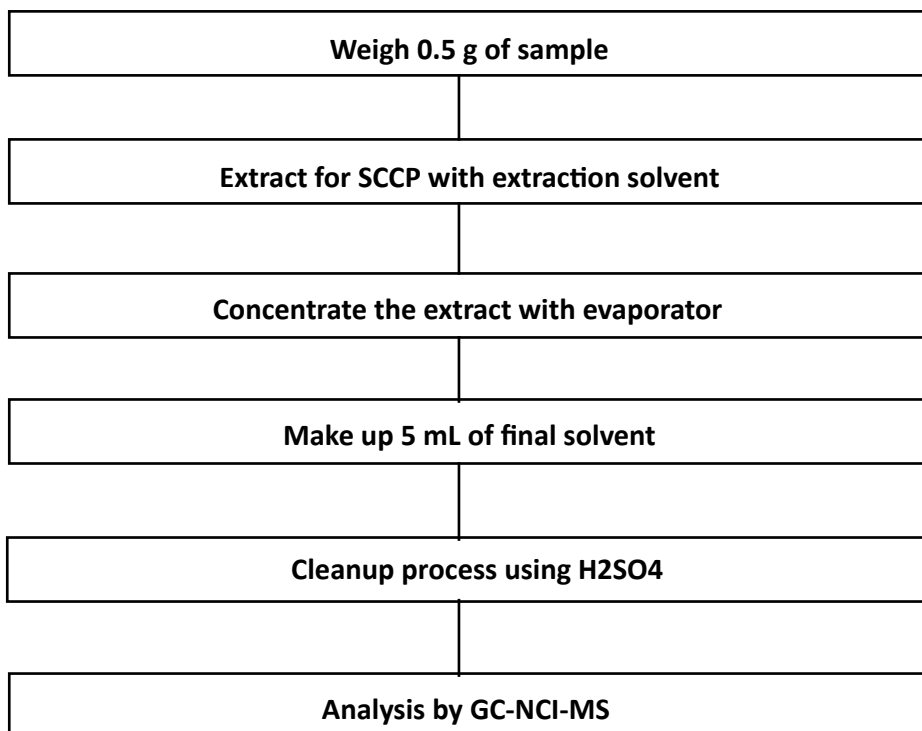 Weigh 0.5 g of sample
Extract for SCCP with extraction solvent
Concentrate the extract with evaporator
Make up 5 mL of final solvent
Cleanup process using H2SO4
Analysis by GC-NCI-MS